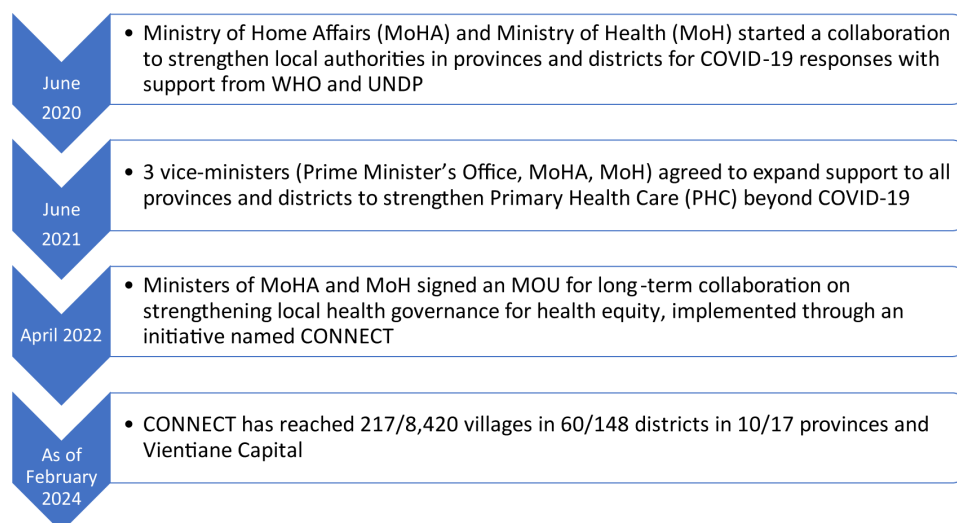 June
2020
• Ministry of Home Affairs (MoHA) and Ministry of Health (MoH) started a collaboration
to strengthen local authorities in provinces and districts for COVID-19 responses with
support from WHO and UNDP
June
2021
• 3 vice-ministers (Prime Minister’s Office, MoHA, MoH) agreed to expand support to all
provinces and districts to strengthen Primary Health Care (PHC) beyond COVID-19
April 2022
• Ministers of MoHA and MoH signed an MOU for long-term collaboration on
strengthening local health governance for health equity, implemented through an
initiative named CONNECT
As of
February
2024
• CONNECT has reached 217/8,420 villages in 60/148 districts in 10/17 provinces and
Vientiane Capital